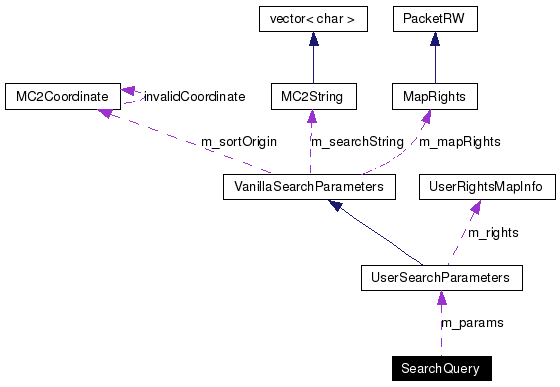 vector< char >
PacketRW
MC2Coordinate
invalidCoordinate
MC2String
MapRights
m_sortOrigin
m_searchString
m_mapRights
VanillaSearchParameters
UserRightsMapInfo
m_rights
UserSearchParameters
m_params
SearchQuery